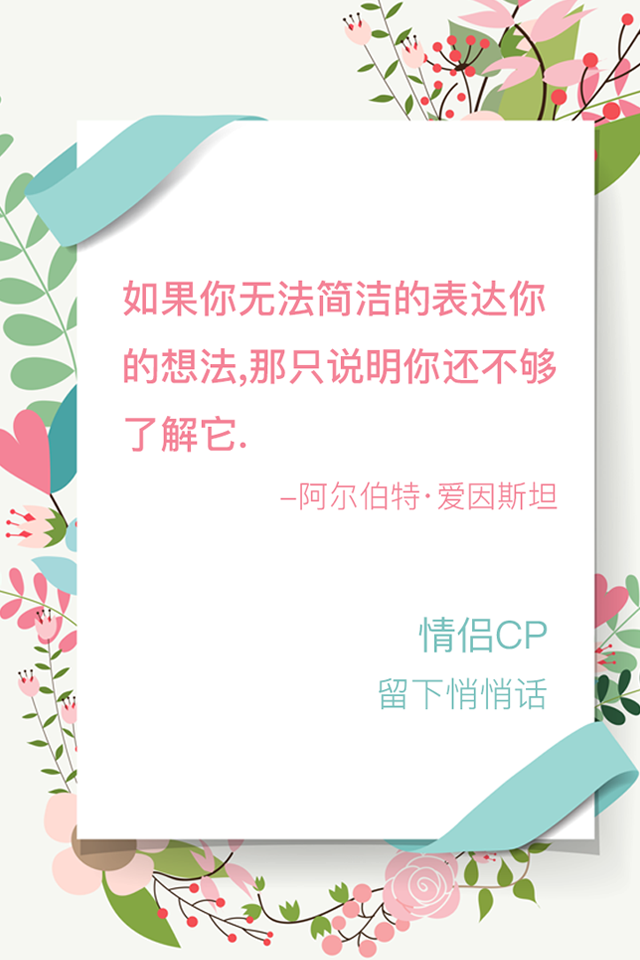 如果你无法简洁的表达你
的想法,那只说明你还不够
了解它.
–阿尔伯特·爱因斯坦
情侣CP
留下悄悄话